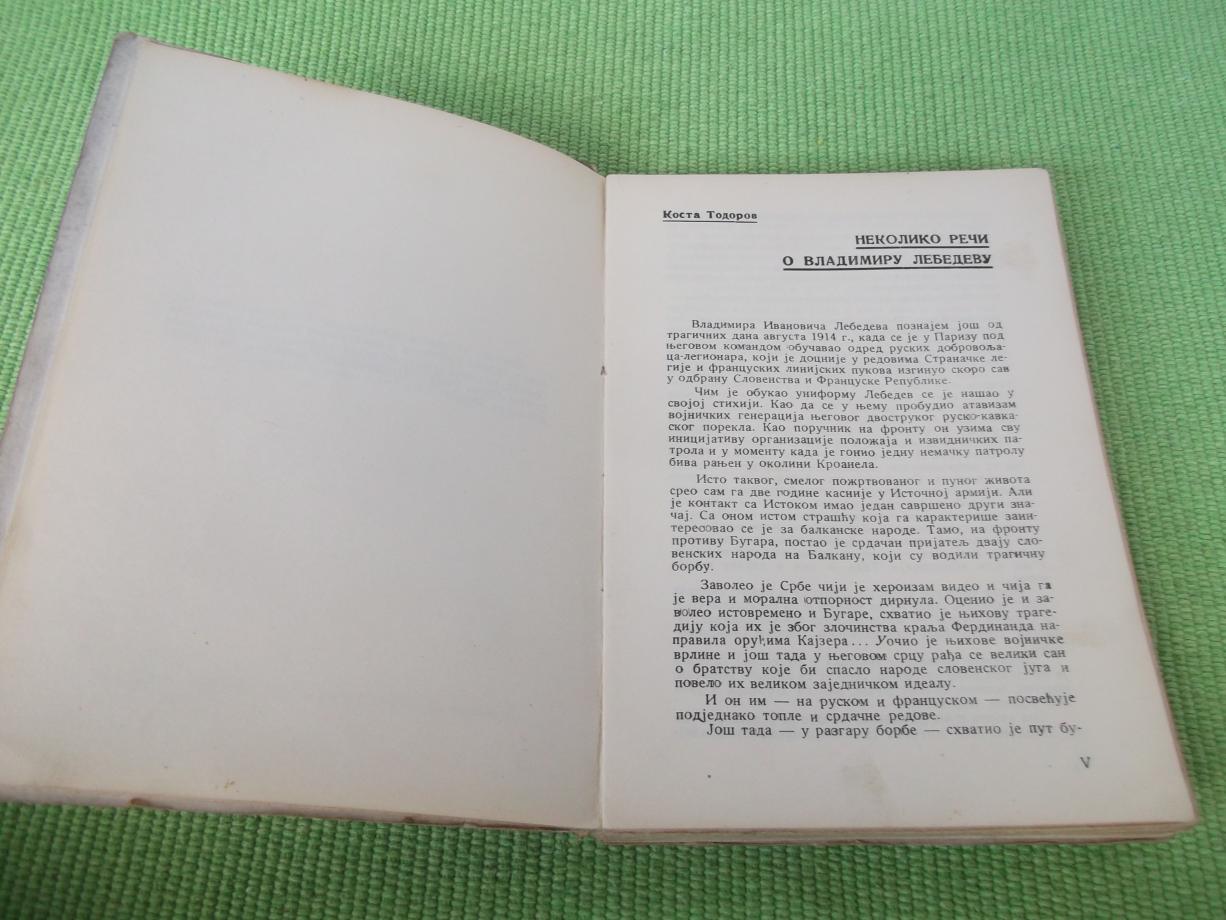 Коста Тодоров
НЕКОЛИКО РЕЧИ
О ВЛАДИМИРУ ЛЕБЕДЕВУ
Владимира Ивановича Лебедева познајем још од
трагичних дана августа 1914 г., када се је у Паризу под
његовом командом обучавао одред руских добровоља-
ца-легионара, који је доцније у редовима Страначке ле-
гије и француских линијских пукова изгинуо скоро сав
у одбрану Словенства и Француске Републике.
Чим је обукао униформу Лебедев се је нашао у
својој стихији. Као да се у њему пробудио атавизам
војничких генерација његовог двоструког руско-кавка-
ског порекла. Као поручник на фронту он узима сву
иницијативу организације положаја и извидничких па-
трола и у моменту када је гонио једну немачку патролу
бива рањен у околини Кроанела.
Исто таквог, смелог пожртвованог и пуног живота
срео сам га две године касније у Источној армији. Али
је контакт са Истоком имао један савршено други зна-
чај. Са оном истом страшћу која га карактерише заин-
тересовао се је за балканске народе. Тамо, на фронту
противу Бугара, постао је срдачан пријатељ двају сло-
венских народа на Балкану, који су водили трагичну
борбу.
Заволео је Србе чији је хероизам видео и чија га
је вера и морална отпорност дирнула. Оценио је и за-
волео истовремено и Бугаре, схватио је њихову траге-
дију која их је због злочинства краља Фердинанда на-
правила оруђима Кајзера... Уочио је њихове војничке
врлине и још тада у његовом срцу рађа се велики сан
о братству које би спасло народе словенског југа и
повело их великом заједничком идеалу.
И он им — на руском и француском — посвећује
подједнако топле и срдачне редове.
Још тада — у разгару борбе — схватио је пут бу-
V